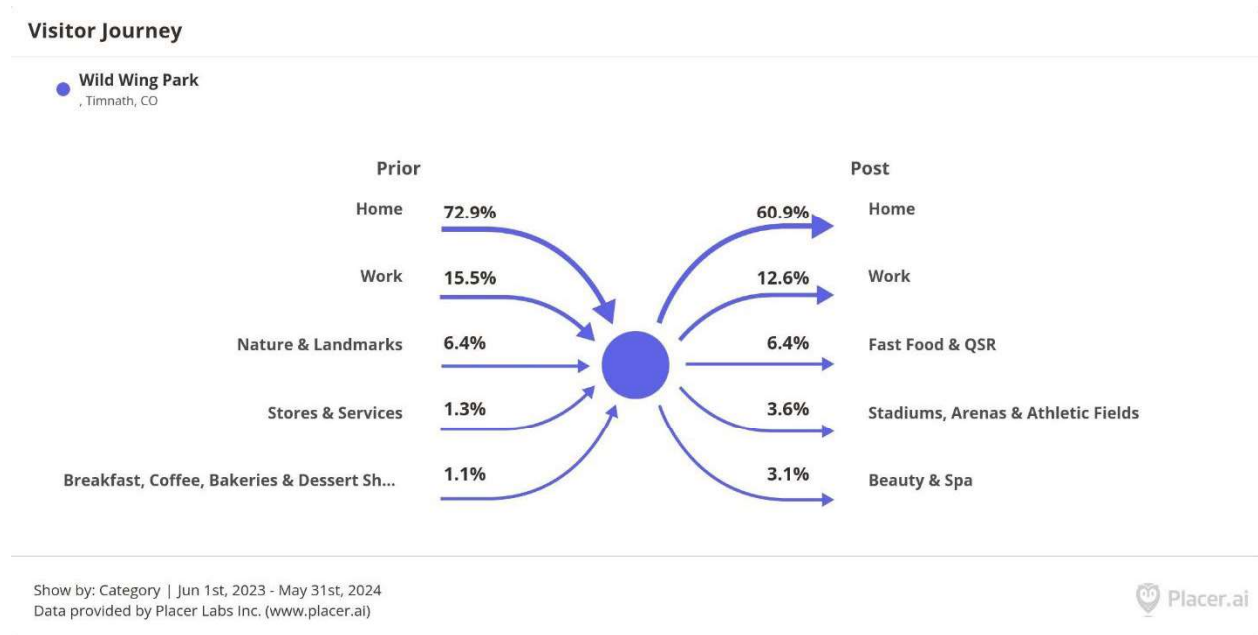 Visitor Journey
Wild Wing Park
, Timnath, CO
Prior
Post
Home 72.9% 60.9% Home
Work 15.5% 12.6% Work
Nature & Landmarks 6.4% 6.4% Fast Food & QSR
Stores & Services 1.3% 3.6% Stadiums, Arenas & Athletic Fields
Breakfast, Coffee, Bakeries & Dessert Sh... 1.1% 3.1% Beauty & Spa
Show by: Category | Jun 1st, 2023 - May 31st, 2024
Data provided by Placer Labs Inc. (www.placer.ai)
Placer.ai